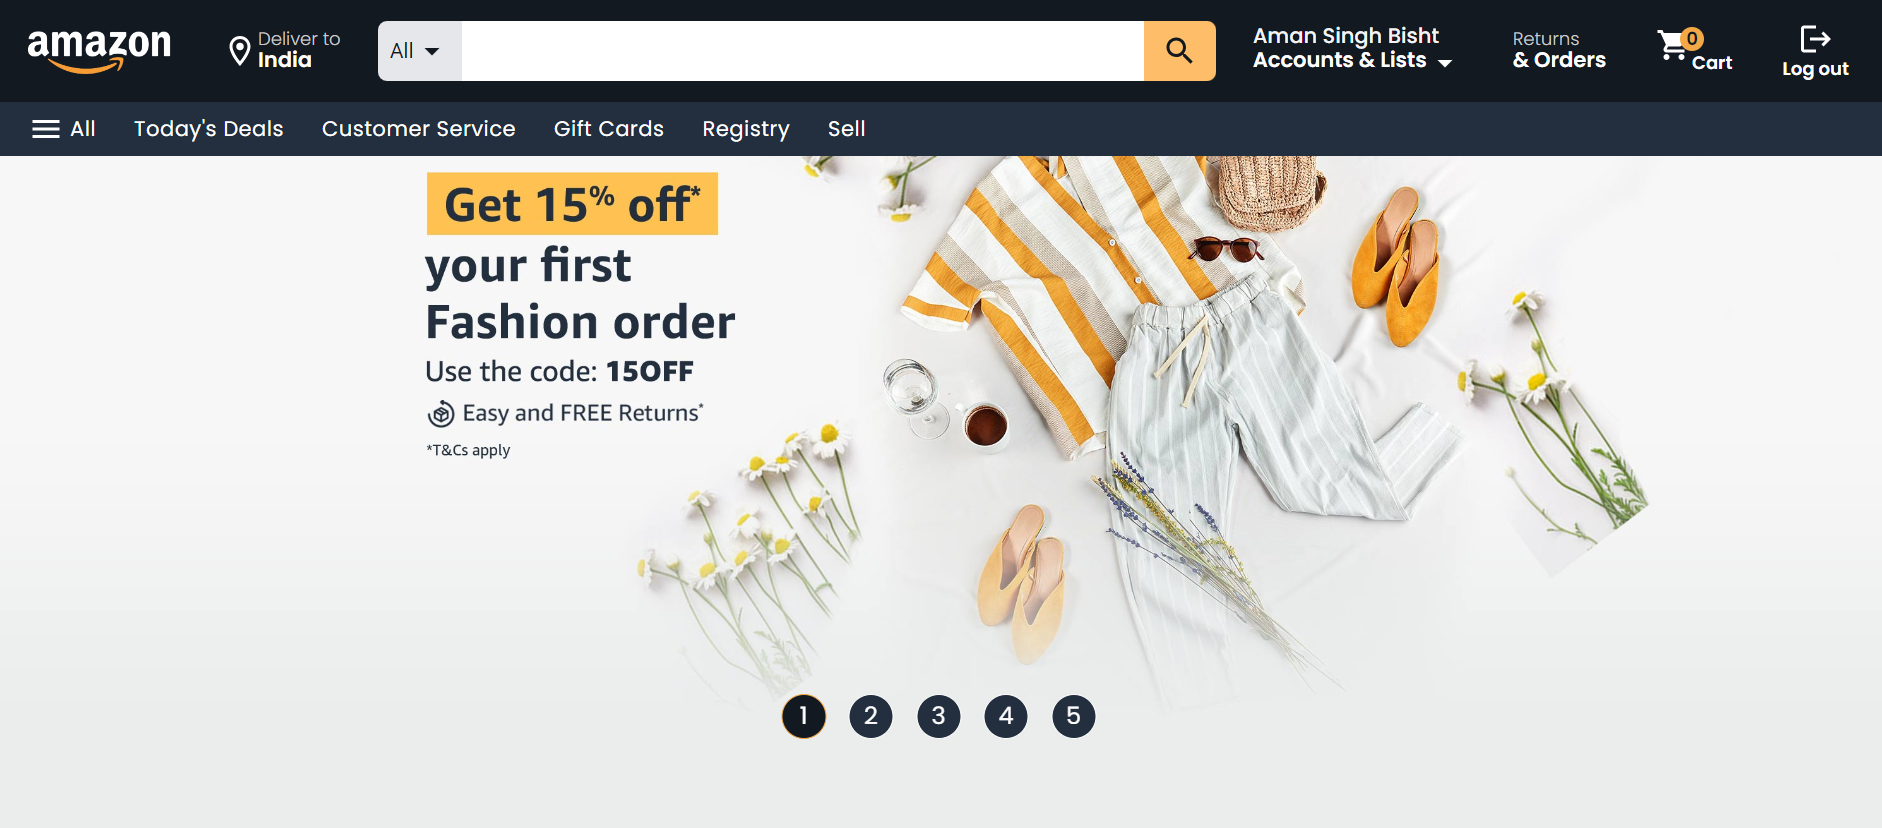 amazon
Deliver to
India
All
Aman Singh Bisht
Accounts & Lists
Returns
& Orders
0
Cart
Log out
All
Today's Deals
Customer Service
Gift Cards
Registry
Sell
Get 15% off*
your first
Fashion order
Use the code: 15OFF
Easy and FREE Returns*
*T&Cs apply
1 2 3 4 5